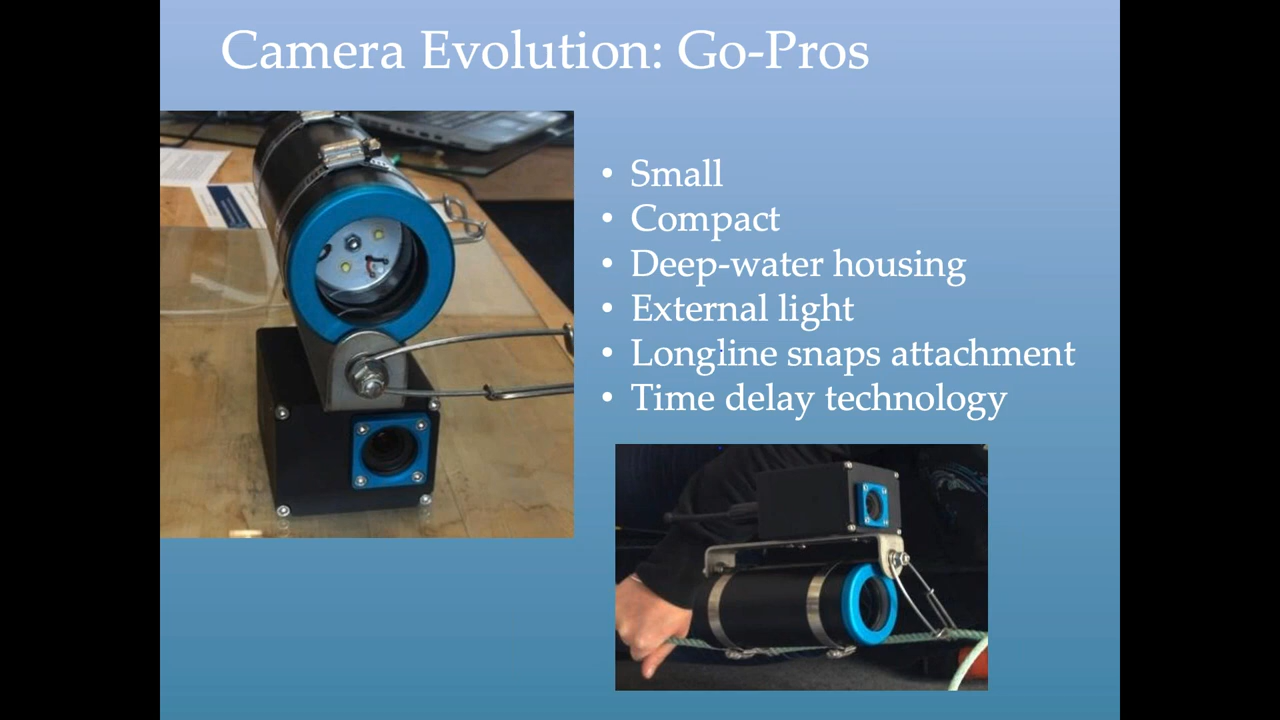 Camera Evolution: Go-Pros
• Small
• Compact
• Deep-water housing
• External light
• Longline snaps attachment
• Time delay technology